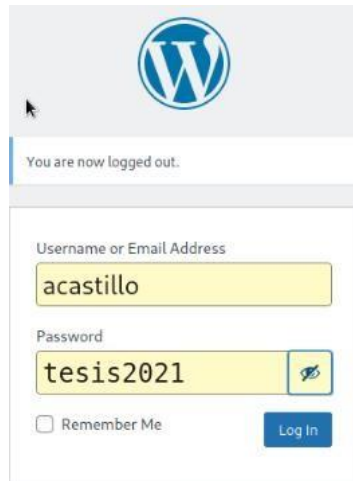 You are now logged out.
Username or Email Address
acastillo
Password
tesis2021
Remember Me
Log In